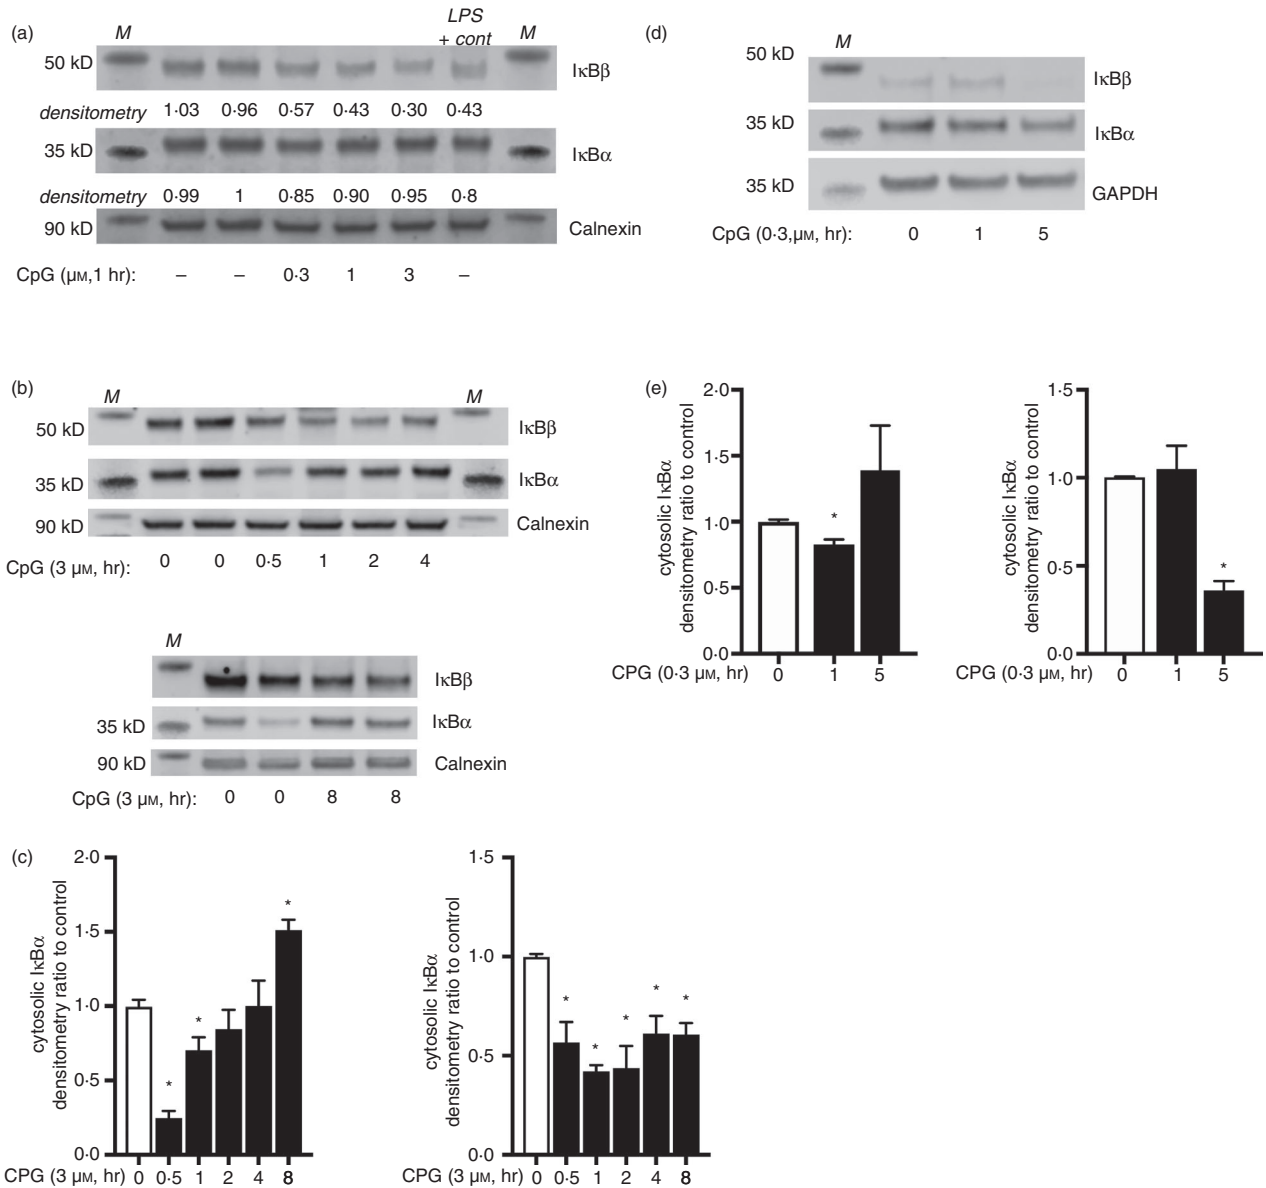 (a)
M
LPS
+ cont
M
50 kD
IκBβ
densitometry 1·03 0·96 0·57 0·43 0·30 0·43
35 kD
IκBα
densitometry 0·99 1 0·85 0·90 0·95 0·8
90 kD
Calnexin
CpG (µM,1 hr): – – 0·3 1 3 –
(d)
M
50 kD
IκBβ
35 kD
IκBα
35 kD
GAPDH
CpG (0·3,µM, hr): 0 1 5
(b)
M
M
50 kD
IκBβ
35 kD
IκBα
90 kD
Calnexin
CpG (3 µM, hr): 0 0 0·5 1 2 4
M
IκBβ
35 kD
IκBα
90 kD
Calnexin
CpG (3 µM, hr): 0 0 8 8
(e)
cytosolic IκBα
densitometry ratio to control
2·0
1·5
1·0
0·5
0·0
*
CPG (0·3 µM, hr) 0 1 5
cytosolic IκBα
densitometry ratio to control
1·5
1·0
0·5
0·0
*
CPG (0·3 µM, hr) 0 1 5
(c)
cytosolic IκBα
densitometry ratio to control
2·0
1·5
1·0
0·5
0·0
* * *
CPG (3 µM, hr) 0 0·5 1 2 4 8
cytosolic IκBα
densitometry ratio to control
1·5
1·0
0·5
0·0
* * * * *
CPG (3 µM, hr) 0 0·5 1 2 4 8